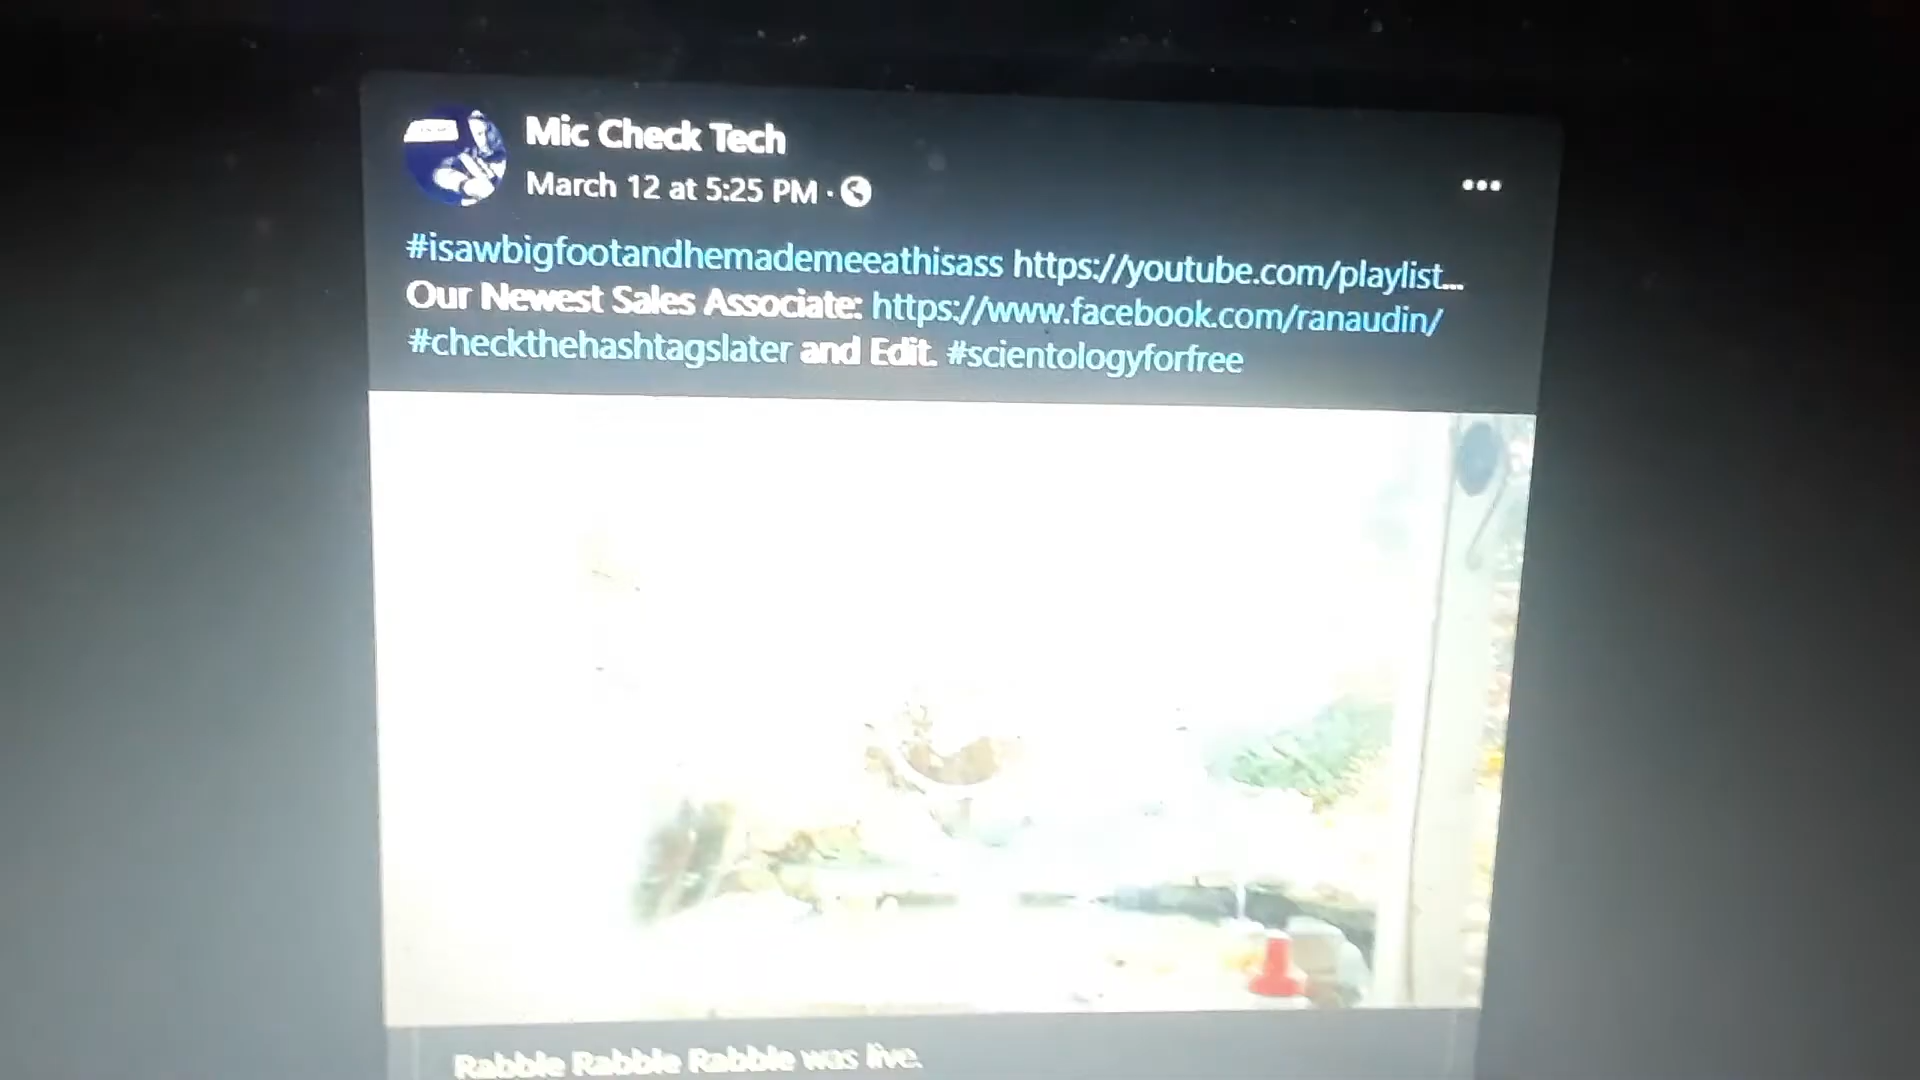 Mic Check Tech
March 12 at 5:25 PM ·
#isawbigfootandhemademeeathisass https://youtube.com/playlist...
Our Newest Sales Associate: https://www.facebook.com/ranaudin/
#checkthehashtagslater and Edit. #scientologyforfree
Rabble Rabble Rabble was live.